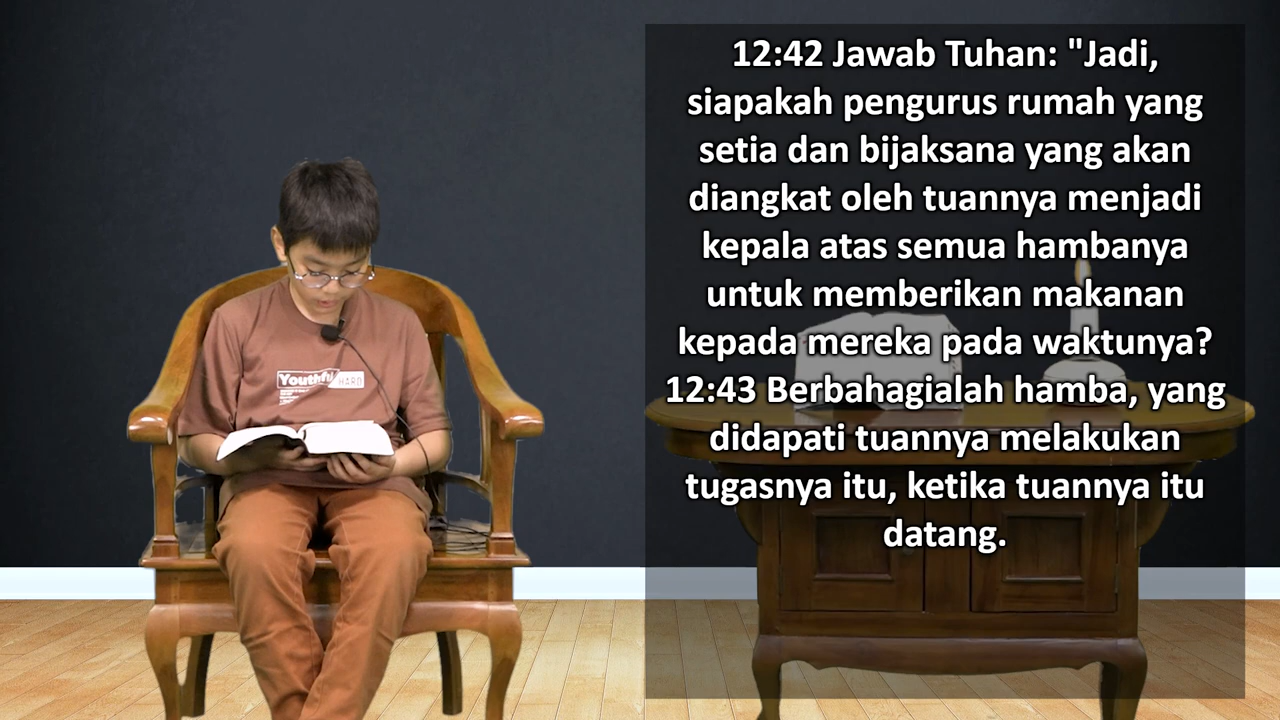 12:42 Jawab Tuhan: "Jadi,
siapakah pengurus rumah yang
setia dan bijaksana yang akan
diangkat oleh tuannya menjadi
kepala atas semua hambanya
untuk memberikan makanan
kepada mereka pada waktunya?
12:43 Berbahagialah hamba, yang
didapati tuannya melakukan
tugasnya itu, ketika tuannya itu
datang.
Youthful
HARD